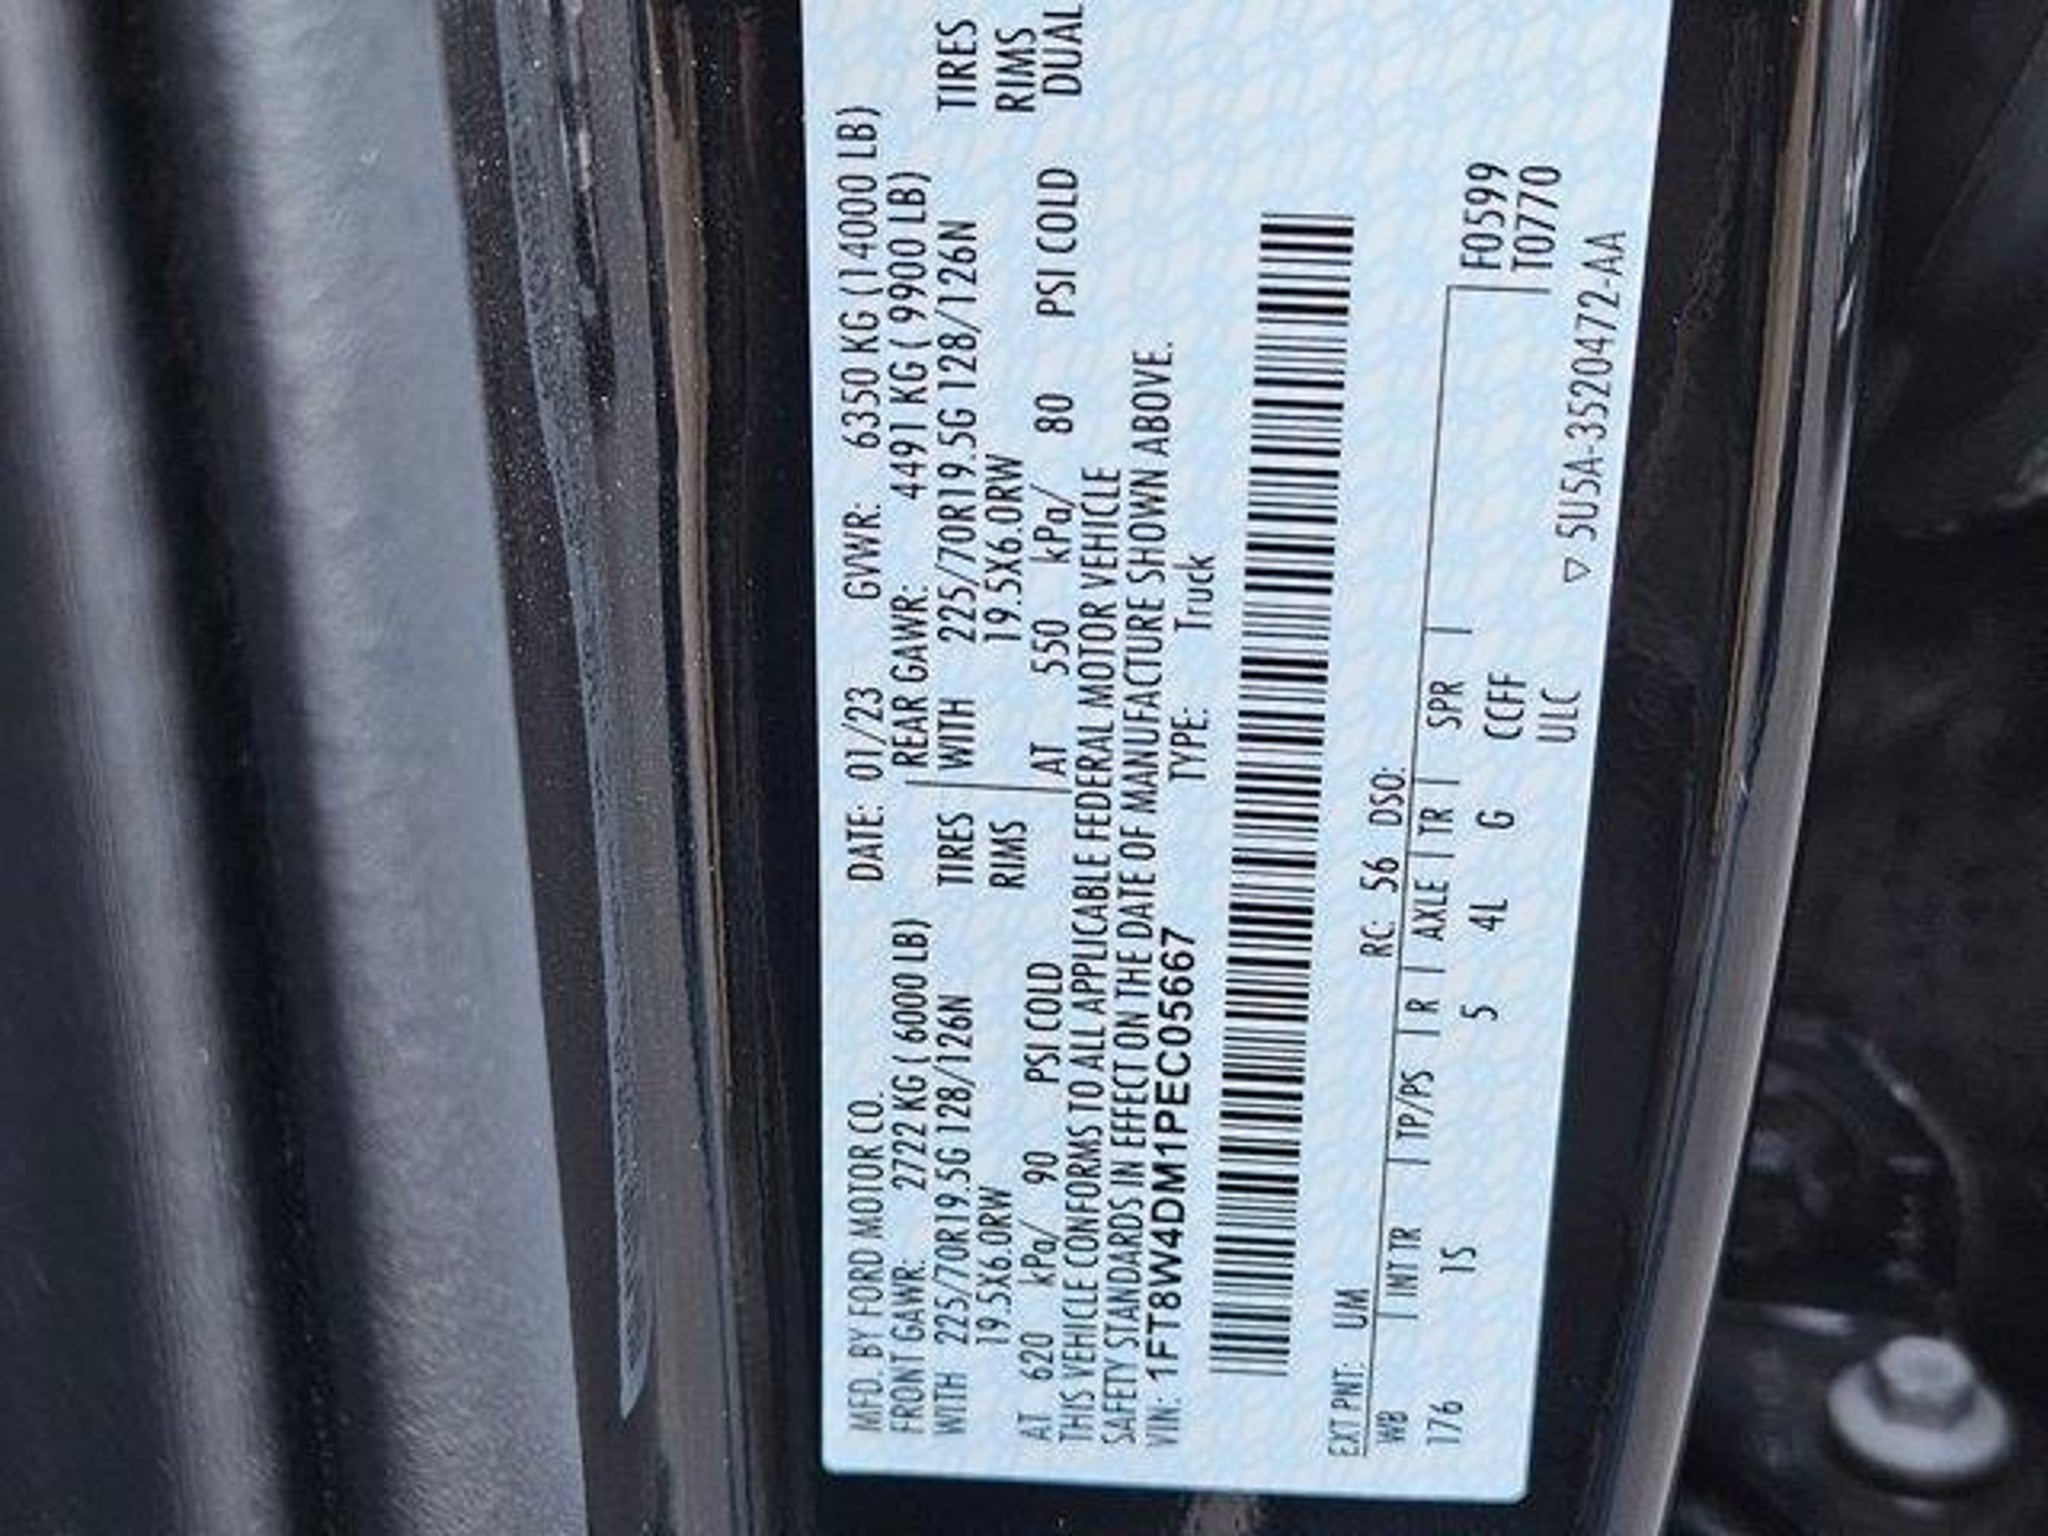 MFD. BY FORD MOTOR CO. DATE: 01/23 GVWR: 6350 KG (14000 LB)
FRONT GAWR: 2722 KG ( 6000 LB) REAR GAWR: 4491 KG ( 9900 LB)
WITH 225/70R19.5G 128/126N TIRES WITH 225/70R19.5G 128/126N TIRES
19.5X6.0RW RIMS 19.5X6.0RW RIMS
AT 620 kPa/ 90 PSI COLD AT 550 kPa/ 80 PSI COLD DUAL
THIS VEHICLE CONFORMS TO ALL APPLICABLE FEDERAL MOTOR VEHICLE
SAFETY STANDARDS IN EFFECT ON THE DATE OF MANUFACTURE SHOWN ABOVE.
VIN: 1FT8W4DM1PEC05667 TYPE: Truck
EXT PNT: UM RC: 56 DSO:
WB INT TR TP/PS R AXLE TR SPR F0599
176 1S 5 4L G CCFF T0770
ULC ▽ 5U5A-3520472-AA